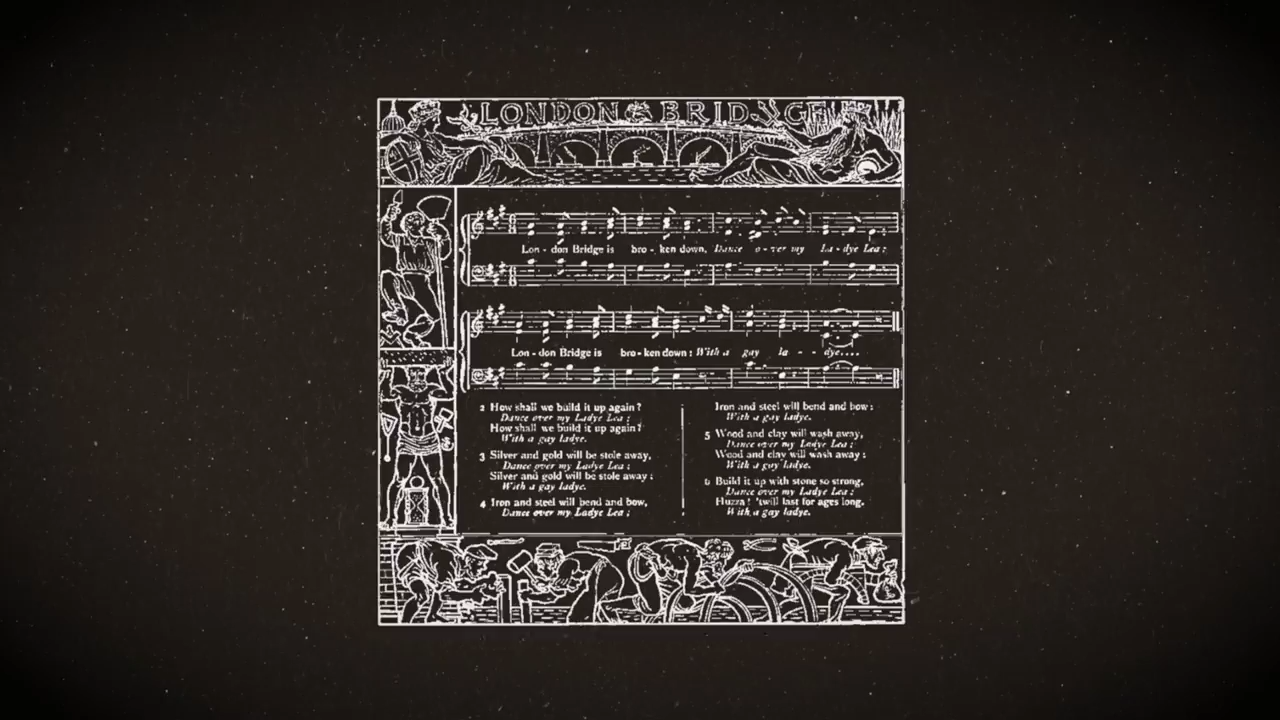 LONDON BRIDGE
Lon - don Bridge is bro - ken down, Dance o - ver my La - dye Lea ;
Lon - don Bridge is bro - ken down : With a gay la - - dye....
2 How shall we build it up again ?
Dance over my Ladye Lea ;
How shall we build it up again ?
With a gay ladye.
3 Silver and gold will be stole away,
Dance over my Ladye Lea ;
Silver and gold will be stole away :
With a gay ladye.
4 Iron and steel will bend and bow,
Dance over my Ladye Lea ;
Iron and steel will bend and bow :
With a gay ladye.
5 Wood and clay will wash away,
Dance over my Ladye Lea ;
Wood and clay will wash away :
With a gay ladye.
6 Build it up with stone so strong,
Dance over my Ladye Lea ;
Huzza ! 'twill last for ages long,
With a gay ladye.